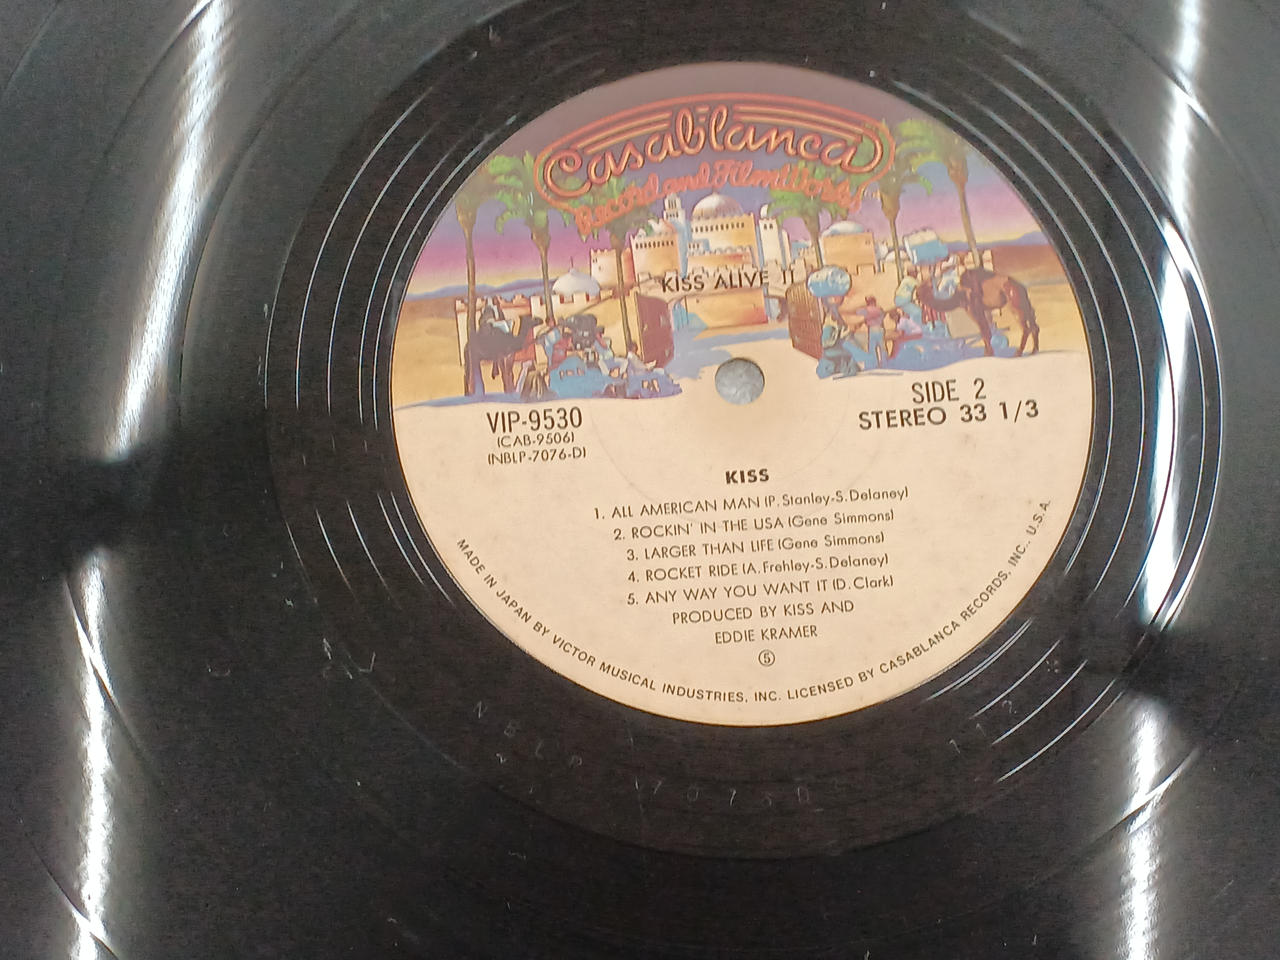 Casablanca
Record and FilmWorks
KISS ALIVE II
VIP-9530
(CAB-9506)
(NBLP-7076-D)
SIDE 2
STEREO 33 1/3
KISS
1. ALL AMERICAN MAN (P. Stanley-S. Delaney)
2. ROCKIN' IN THE USA (Gene Simmons)
3. LARGER THAN LIFE (Gene Simmons)
4. ROCKET RIDE (A. Frehley-S. Delaney)
5. ANY WAY YOU WANT IT (D. Clark)
PRODUCED BY KISS AND
EDDIE KRAMER
⑤
MADE IN JAPAN BY VICTOR MUSICAL INDUSTRIES, INC. LICENSED BY CASABLANCA RECORDS, INC., U.S.A.